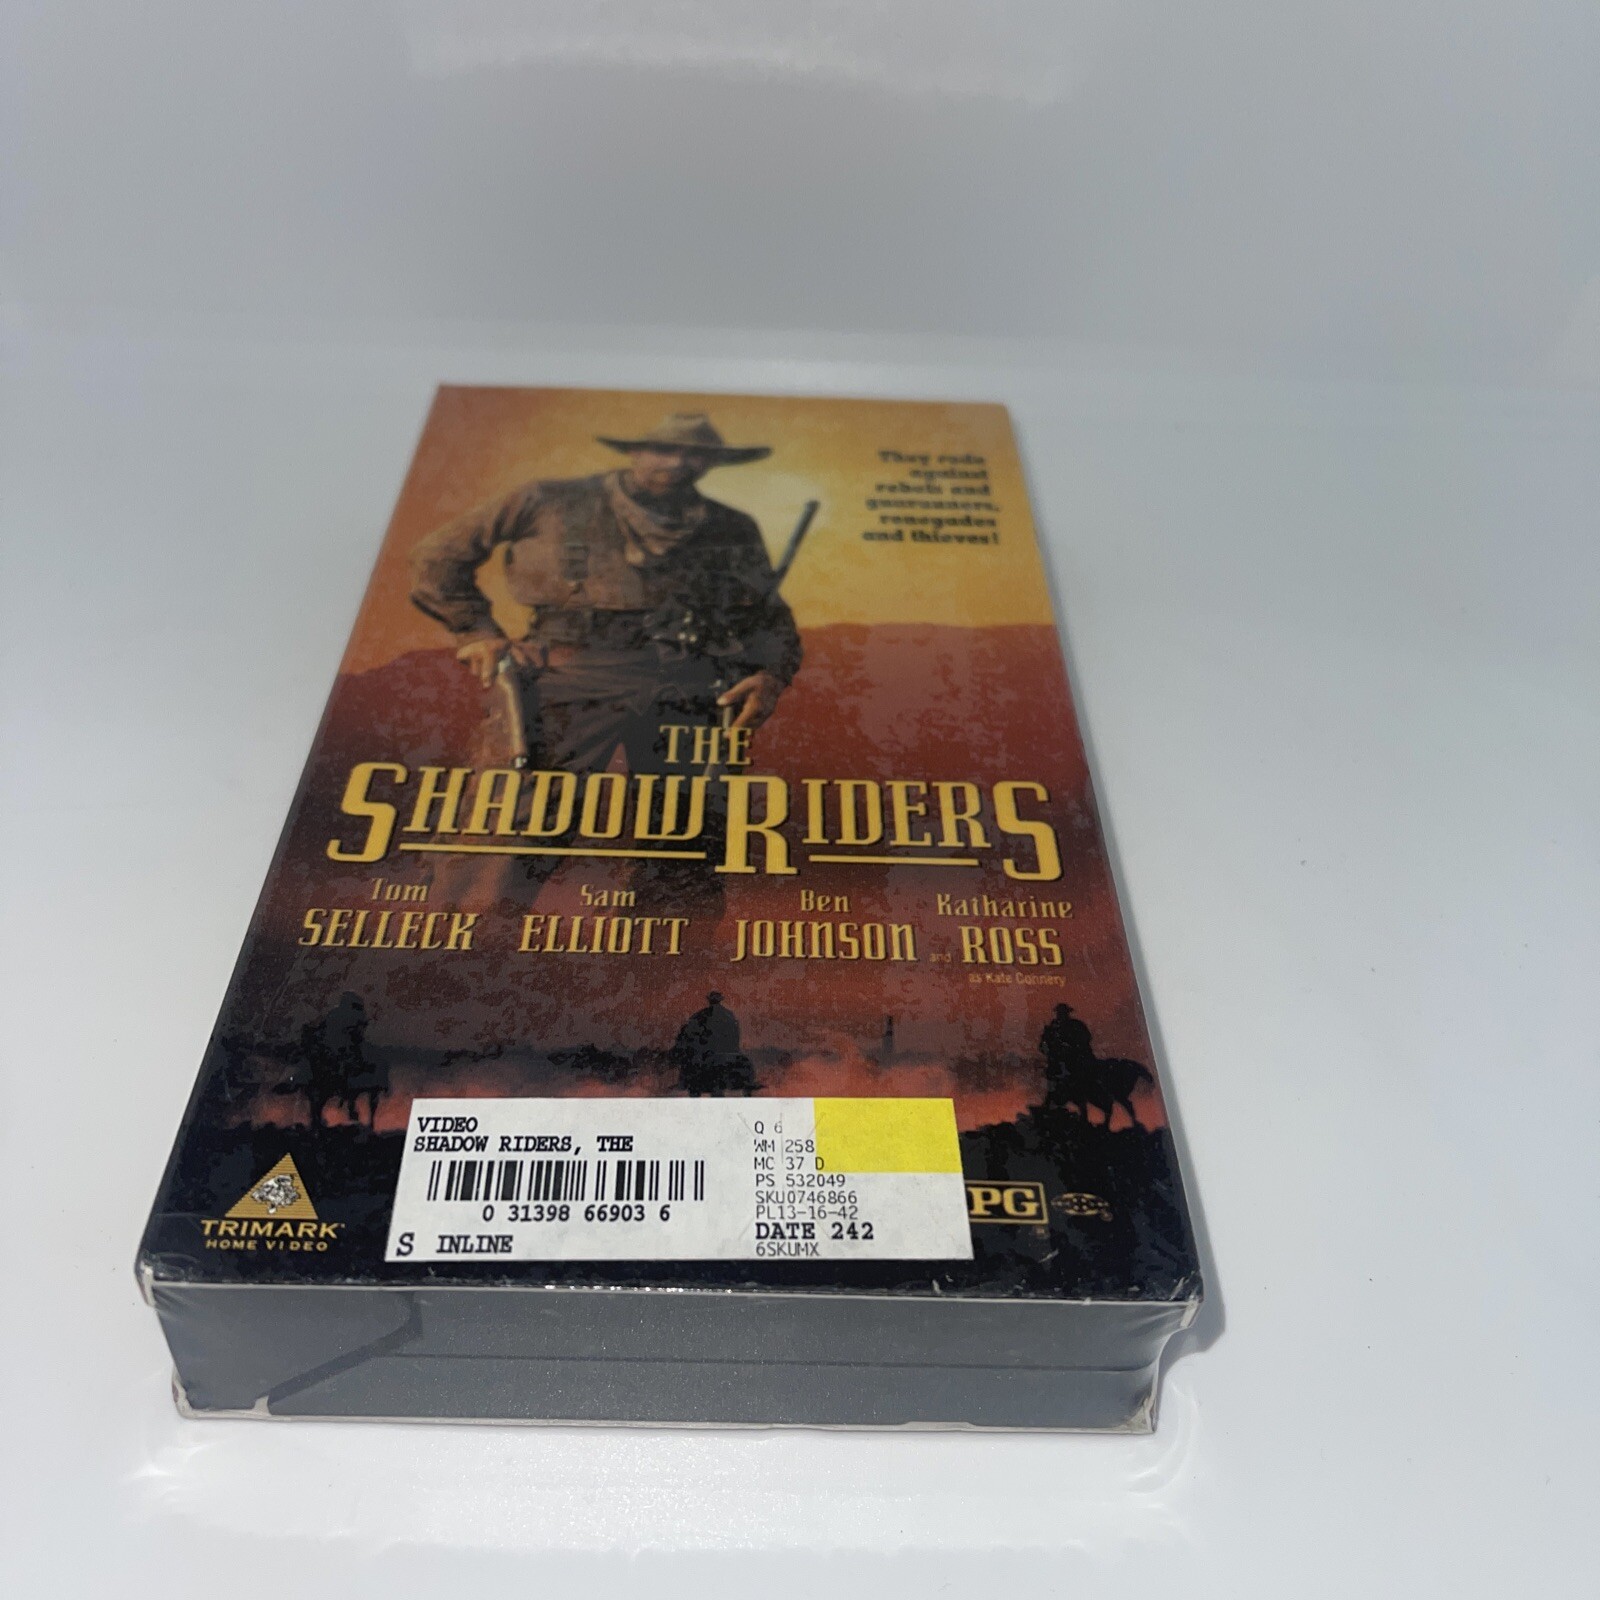 They rode
against
rebels and
gunrunners,
renegades
and thieves!
THE
SHADOW RIDERS
Tom SELLECK Sam ELLIOTT Ben JOHNSON and Katharine ROSS
as Kate Connery
VIDEO
SHADOW RIDERS, THE
0 31398 66903 6
S INLINE
Q 6
WM 258
MC 37 D
PS 532049
SKU0746866
PL13-16-42
DATE 242
6SKUMX
TRIMARK
HOME VIDEO
PG